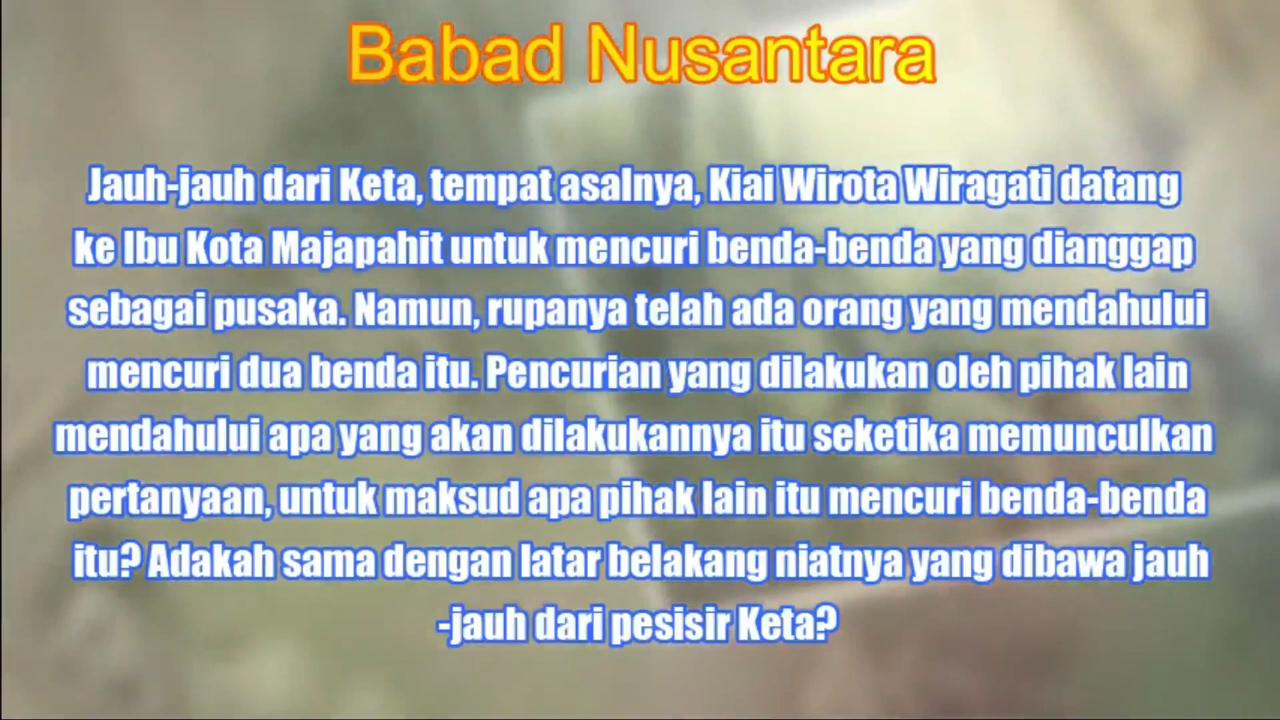 Babad Nusantara
Jauh-jauh dari Keta, tempat asalnya, Kiai Wirota Wiragati datang
ke Ibu Kota Majapahit untuk mencuri benda-benda yang dianggap
sebagai pusaka. Namun, rupanya telah ada orang yang mendahului
mencuri dua benda itu. Pencurian yang dilakukan oleh pihak lain
mendahului apa yang akan dilakukannya itu seketika memunculkan
pertanyaan, untuk maksud apa pihak lain itu mencuri benda-benda
itu? Adakah sama dengan latar belakang niatnya yang dibawa jauh
-jauh dari pesisir Keta?